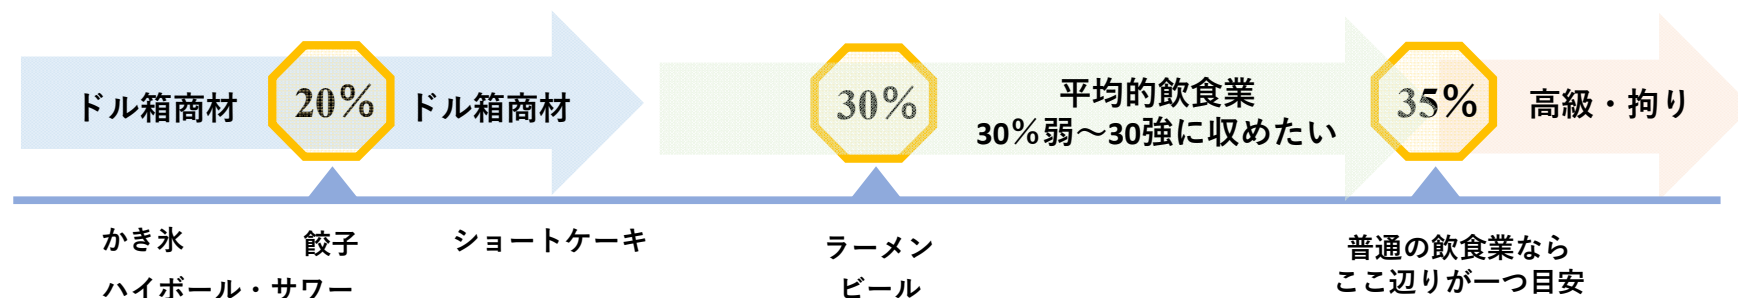 ドル箱商材
20%
ドル箱商材
30%
平均的飲食業
30%弱～30強に収めたい
35%
高級・拘り
かき氷
餃子
ショートケーキ
ラーメン
普通の飲食業なら
ハイボール・サワー
ビール
ここ辺りが一つ目安